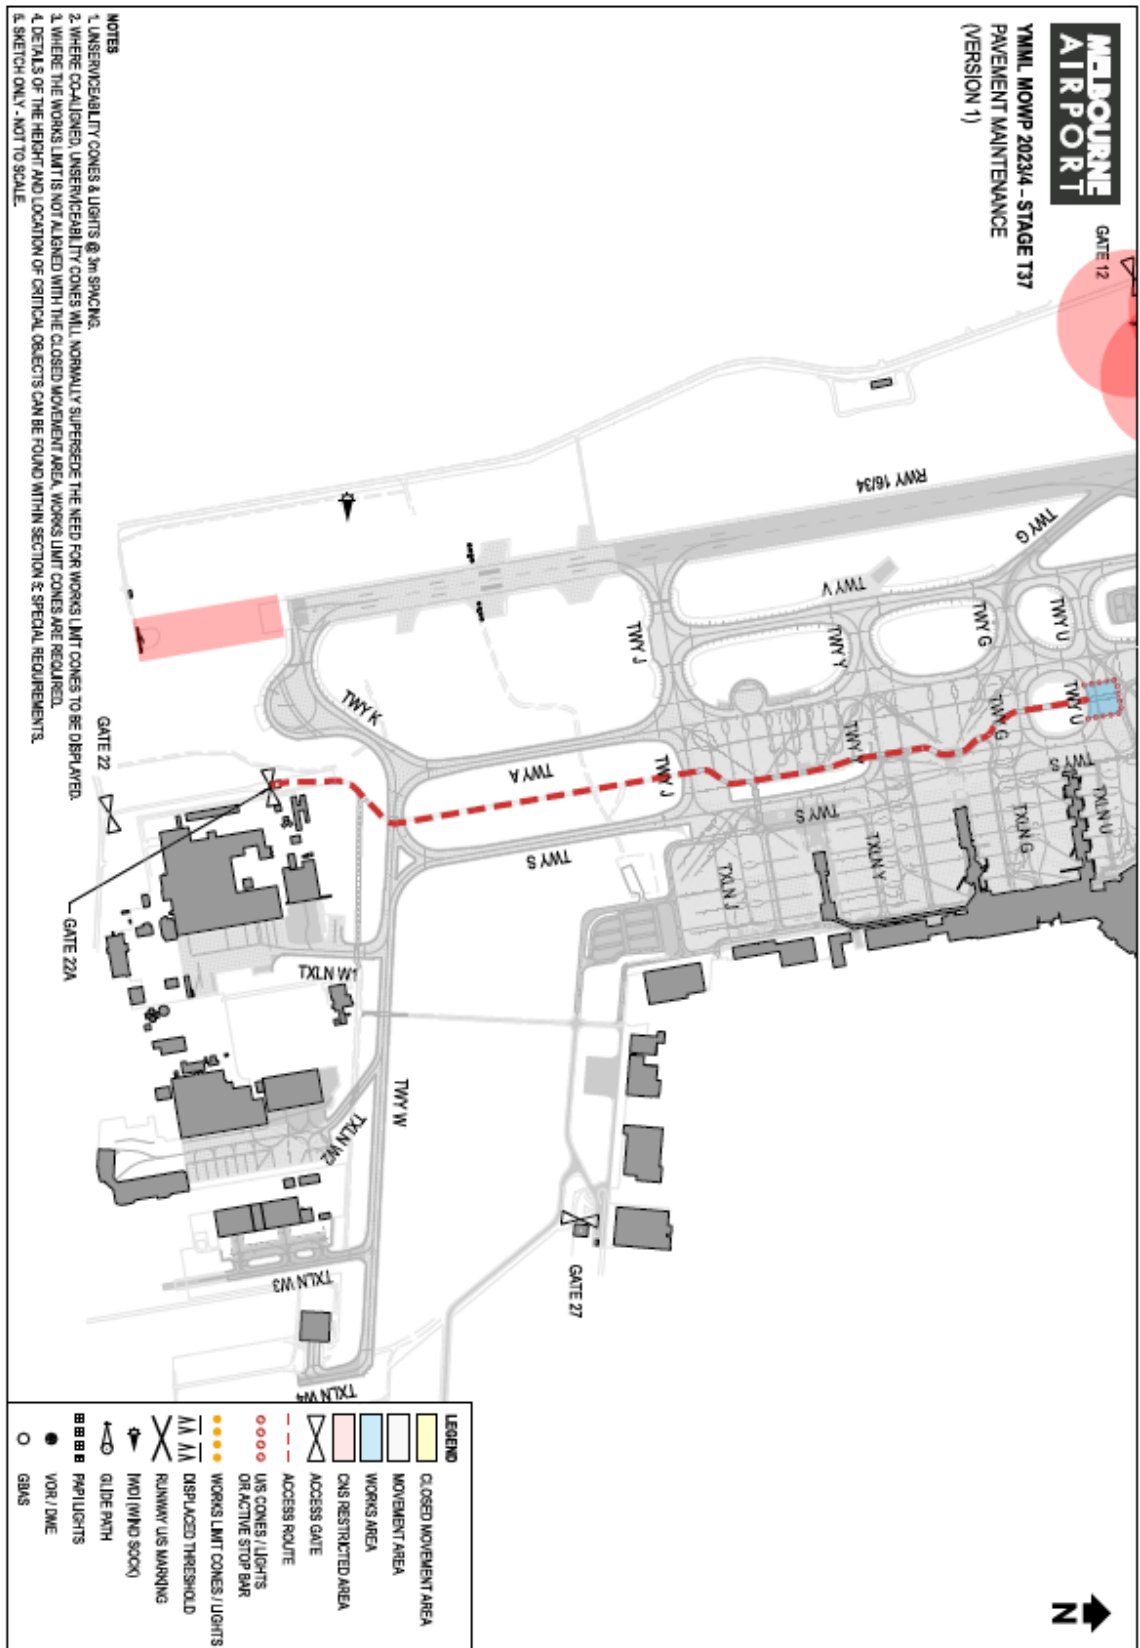 MELBOURNE
AIRPORT
YMML MOWP 2023/4 – STAGE T37
PAVEMENT MAINTENANCE
(VERSION 1)
GATE 12
RWY 16/34
TWY G
TWY V
TWY U
TWY G
TWY Y
TWY J
TWY K
TWY U
TWY G
TWY Y
TWY J
TWY A
TWY S
TWY S
TWY S
TXLN U
TXLN G
TXLN Y
TXLN J
GATE 22
GATE 22A
TXLN W1
TWY W
TXLN W2
TXLN W3
TXLN W4
GATE 27
NOTES
1. UNSERVICEABILITY CONES & LIGHTS @ 3m SPACING.
2. WHERE CO-ALIGNED, UNSERVICEABILITY CONES WILL NORMALLY SUPERSEDE THE NEED FOR WORKS LIMIT CONES TO BE DISPLAYED.
3. WHERE THE WORKS LIMIT IS NOT ALIGNED WITH THE CLOSED MOVEMENT AREA, WORKS LIMIT CONES ARE REQUIRED.
4. DETAILS OF THE HEIGHT AND LOCATION OF CRITICAL OBJECTS CAN BE FOUND WITHIN SECTION 5: SPECIAL REQUIREMENTS.
5. SKETCH ONLY - NOT TO SCALE.
LEGEND
CLOSED MOVEMENT AREA
MOVEMENT AREA
WORKS AREA
CNS RESTRICTED AREA
ACCESS GATE
ACCESS ROUTE
U/S CONES / LIGHTS
OR ACTIVE STOP BAR
WORKS LIMIT CONES / LIGHTS
DISPLACED THRESHOLD
RUNWAY U/S MARKING
IWDI (WIND SOCK)
GLIDE PATH
PAPI LIGHTS
VOR / DME
GBAS
N